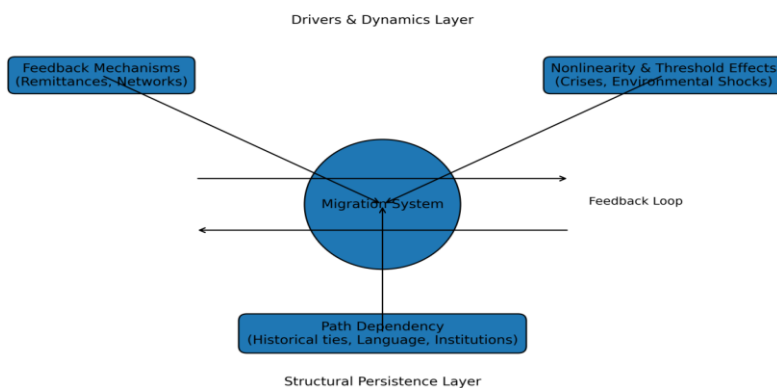 Drivers & Dynamics Layer
Feedback Mechanisms
(Remittances, Networks)
Nonlinearity & Threshold Effects
(Crises, Environmental Shocks)
Migration System
Feedback Loop
Path Dependency
(Historical ties, Language, Institutions)
Structural Persistence Layer